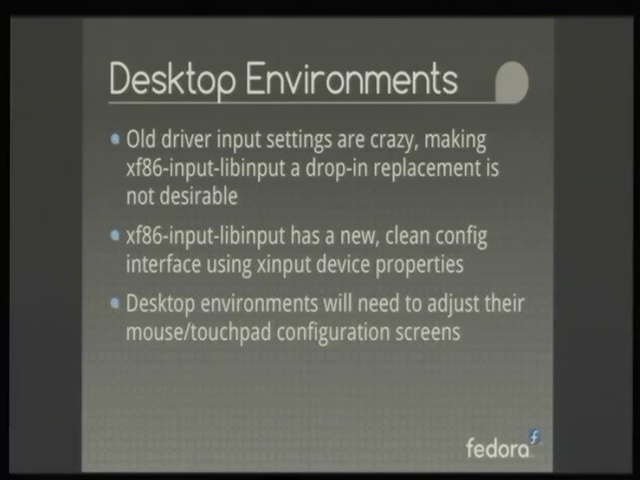 Desktop Environments
Old driver input settings are crazy, making
xf86-input-libinput a drop-in replacement is
not desirable
xf86-input-libinput has a new, clean config
interface using xinput device properties
Desktop environments will need to adjust their
mouse/touchpad configuration screens
fedora